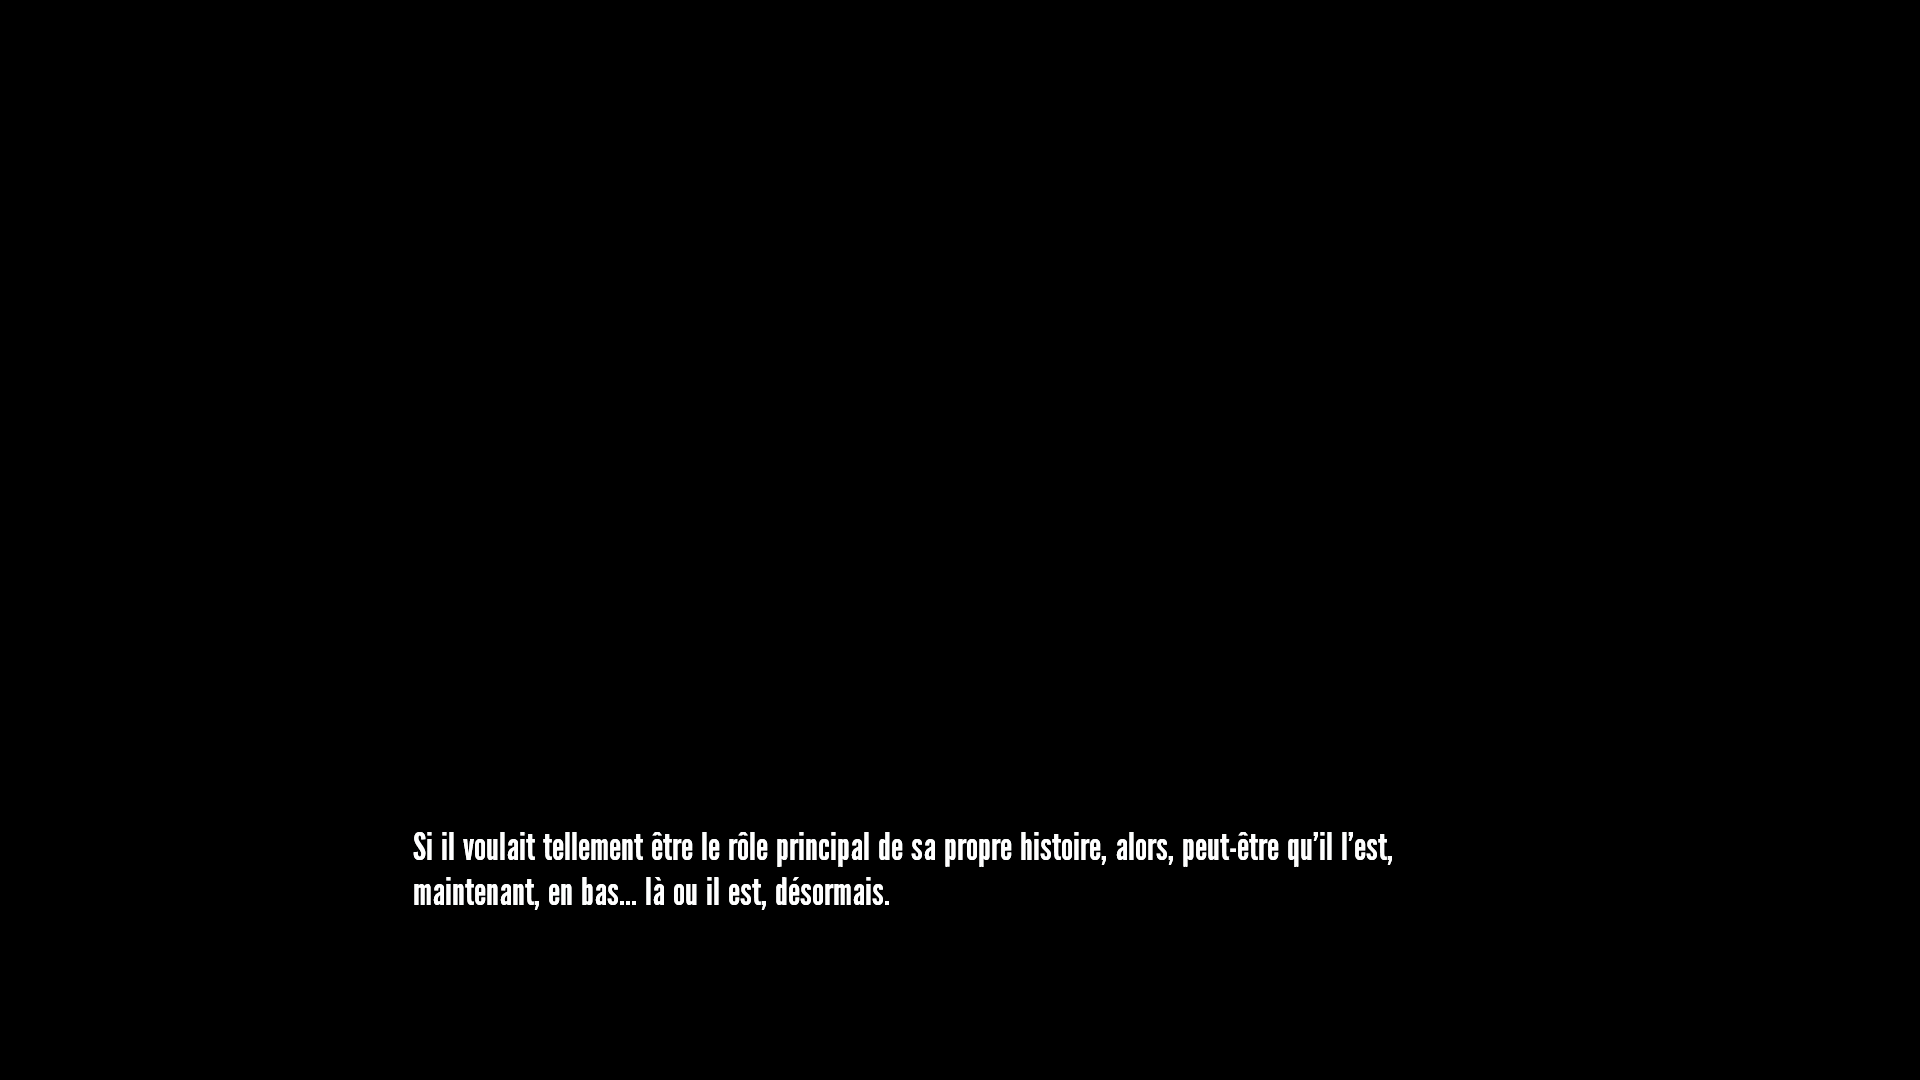 Si il voulait tellement être le rôle principal de sa propre histoire, alors, peut-être qu’il l’est,
maintenant, en bas... là ou il est, désormais.